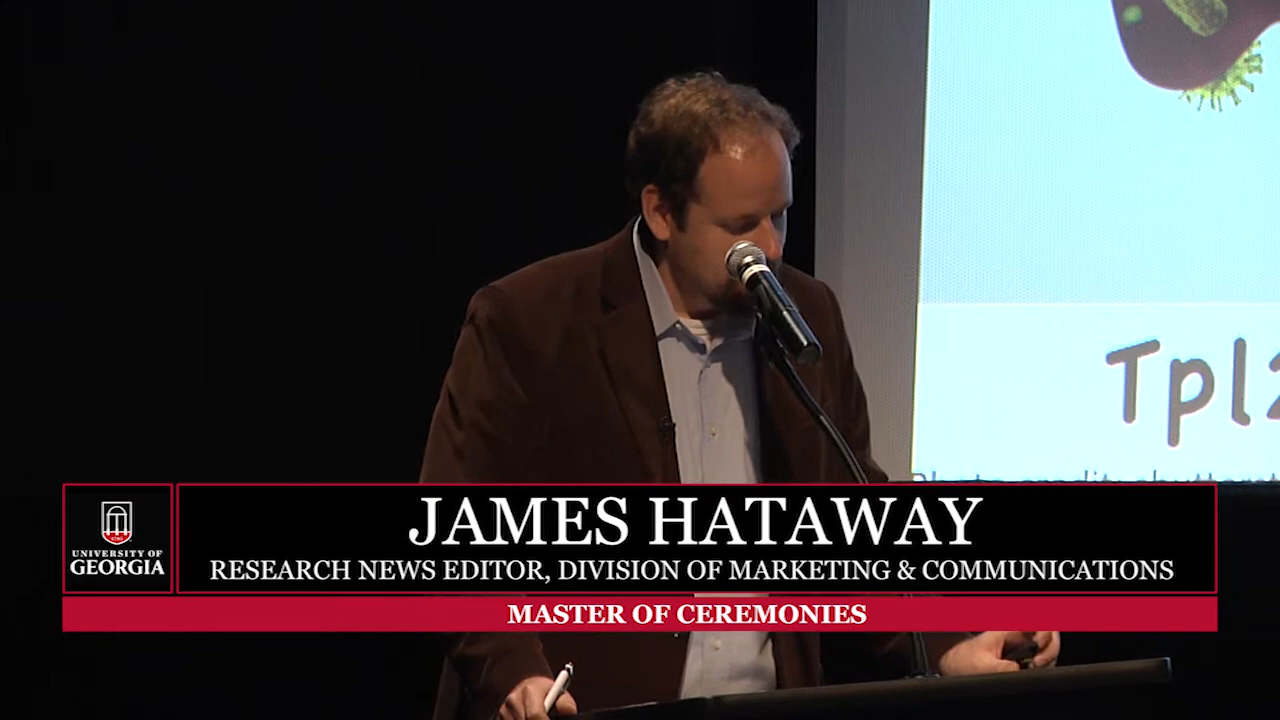 Tpl2
JAMES HATAWAY
UNIVERSITY OF
GEORGIA
RESEARCH NEWS EDITOR, DIVISION OF MARKETING & COMMUNICATIONS
MASTER OF CEREMONIES